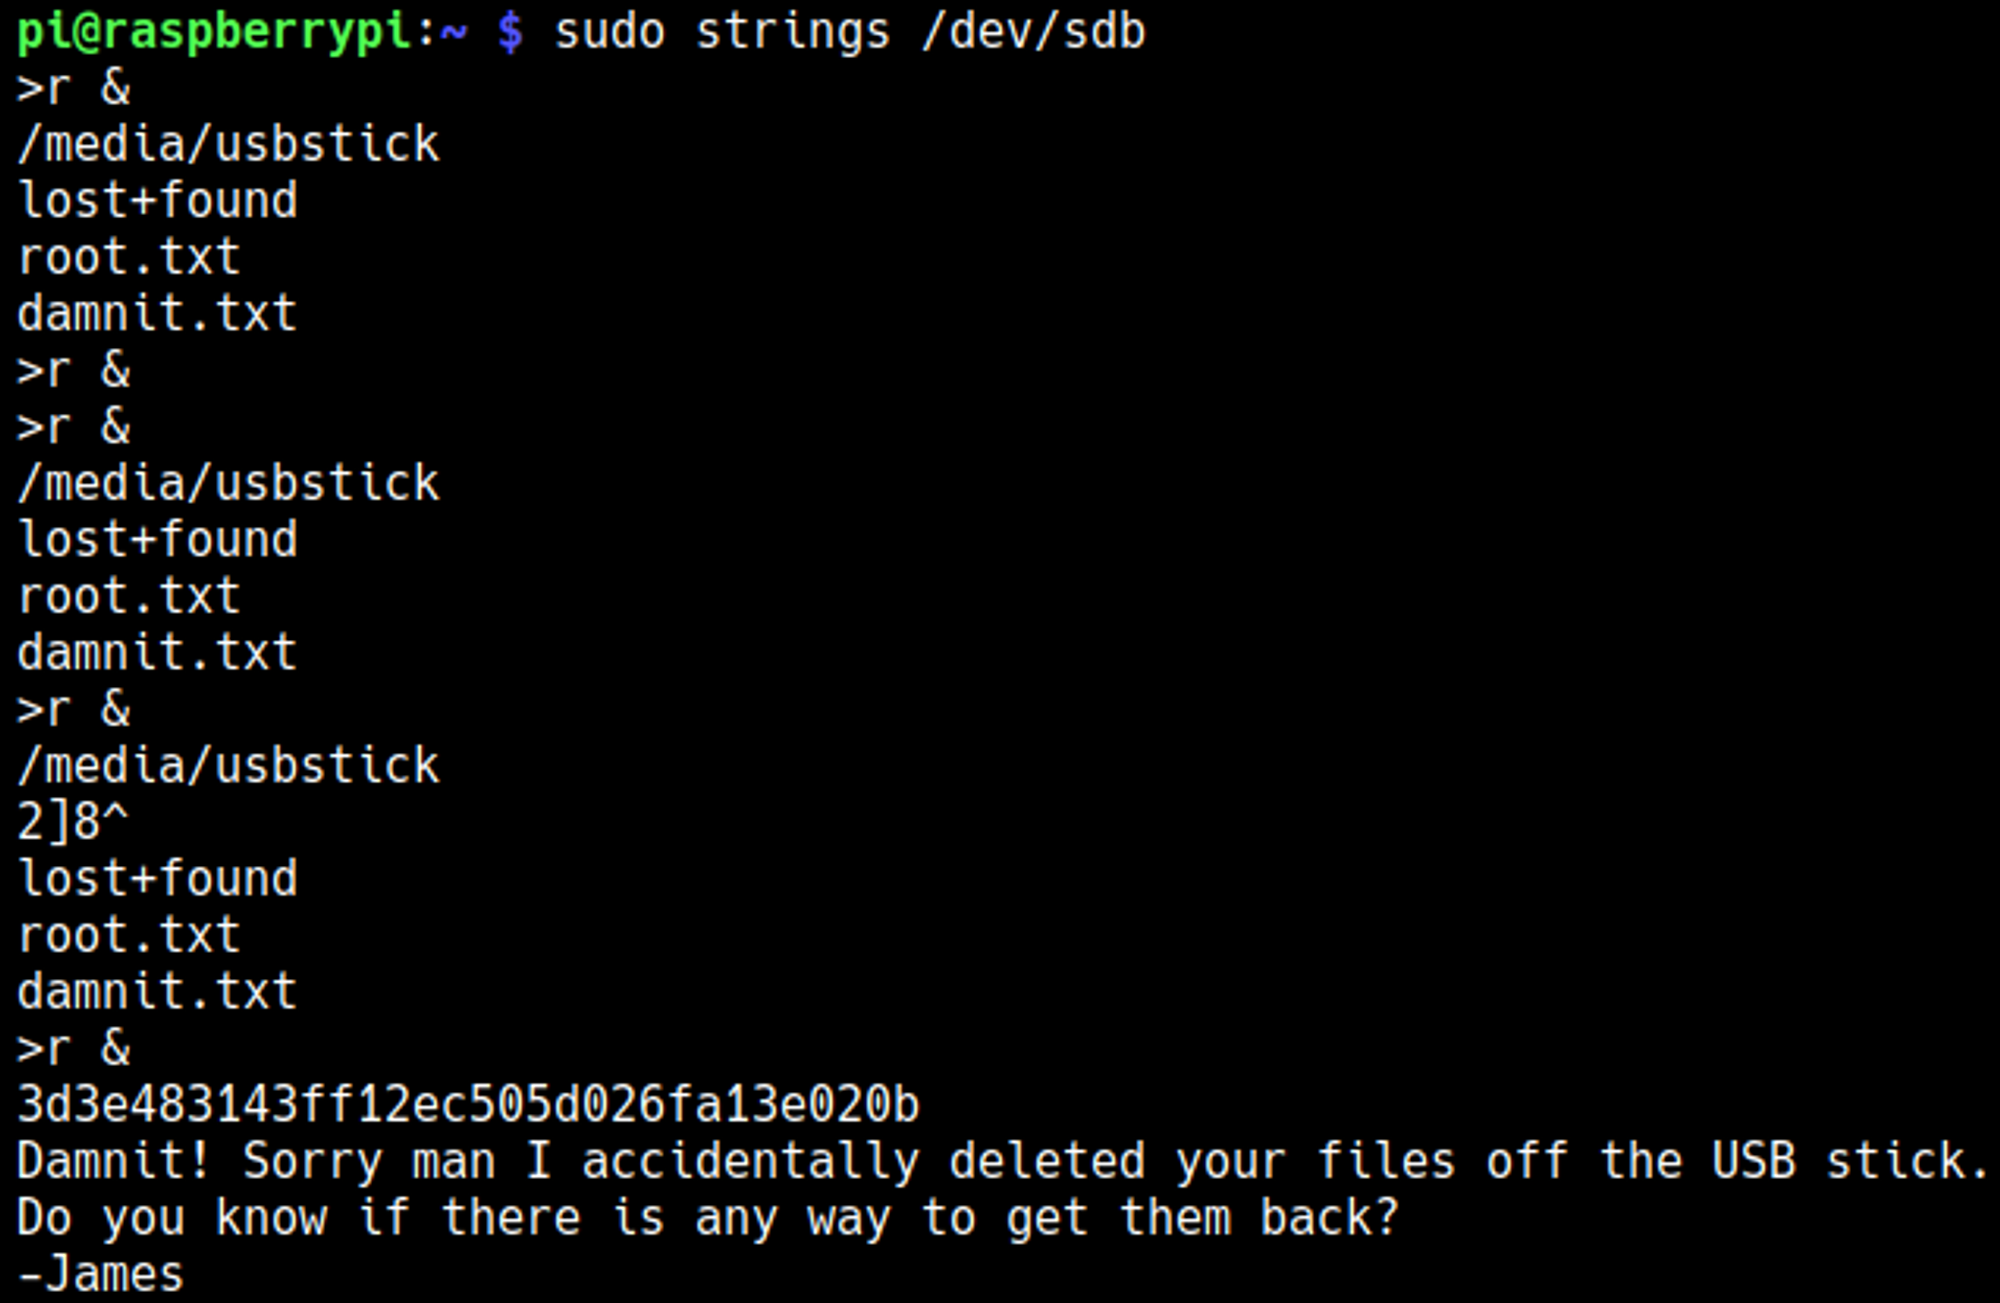 pi@raspberrypi:~ $ sudo strings /dev/sdb
>r &
/media/usbstick
lost+found
root.txt
damnit.txt
>r &
>r &
/media/usbstick
lost+found
root.txt
damnit.txt
>r &
/media/usbstick
2]8^
lost+found
root.txt
damnit.txt
>r &
3d3e483143ff12ec505d026fa13e020b
Damnit! Sorry man I accidentally deleted your files off the USB stick.
Do you know if there is any way to get them back?
-James